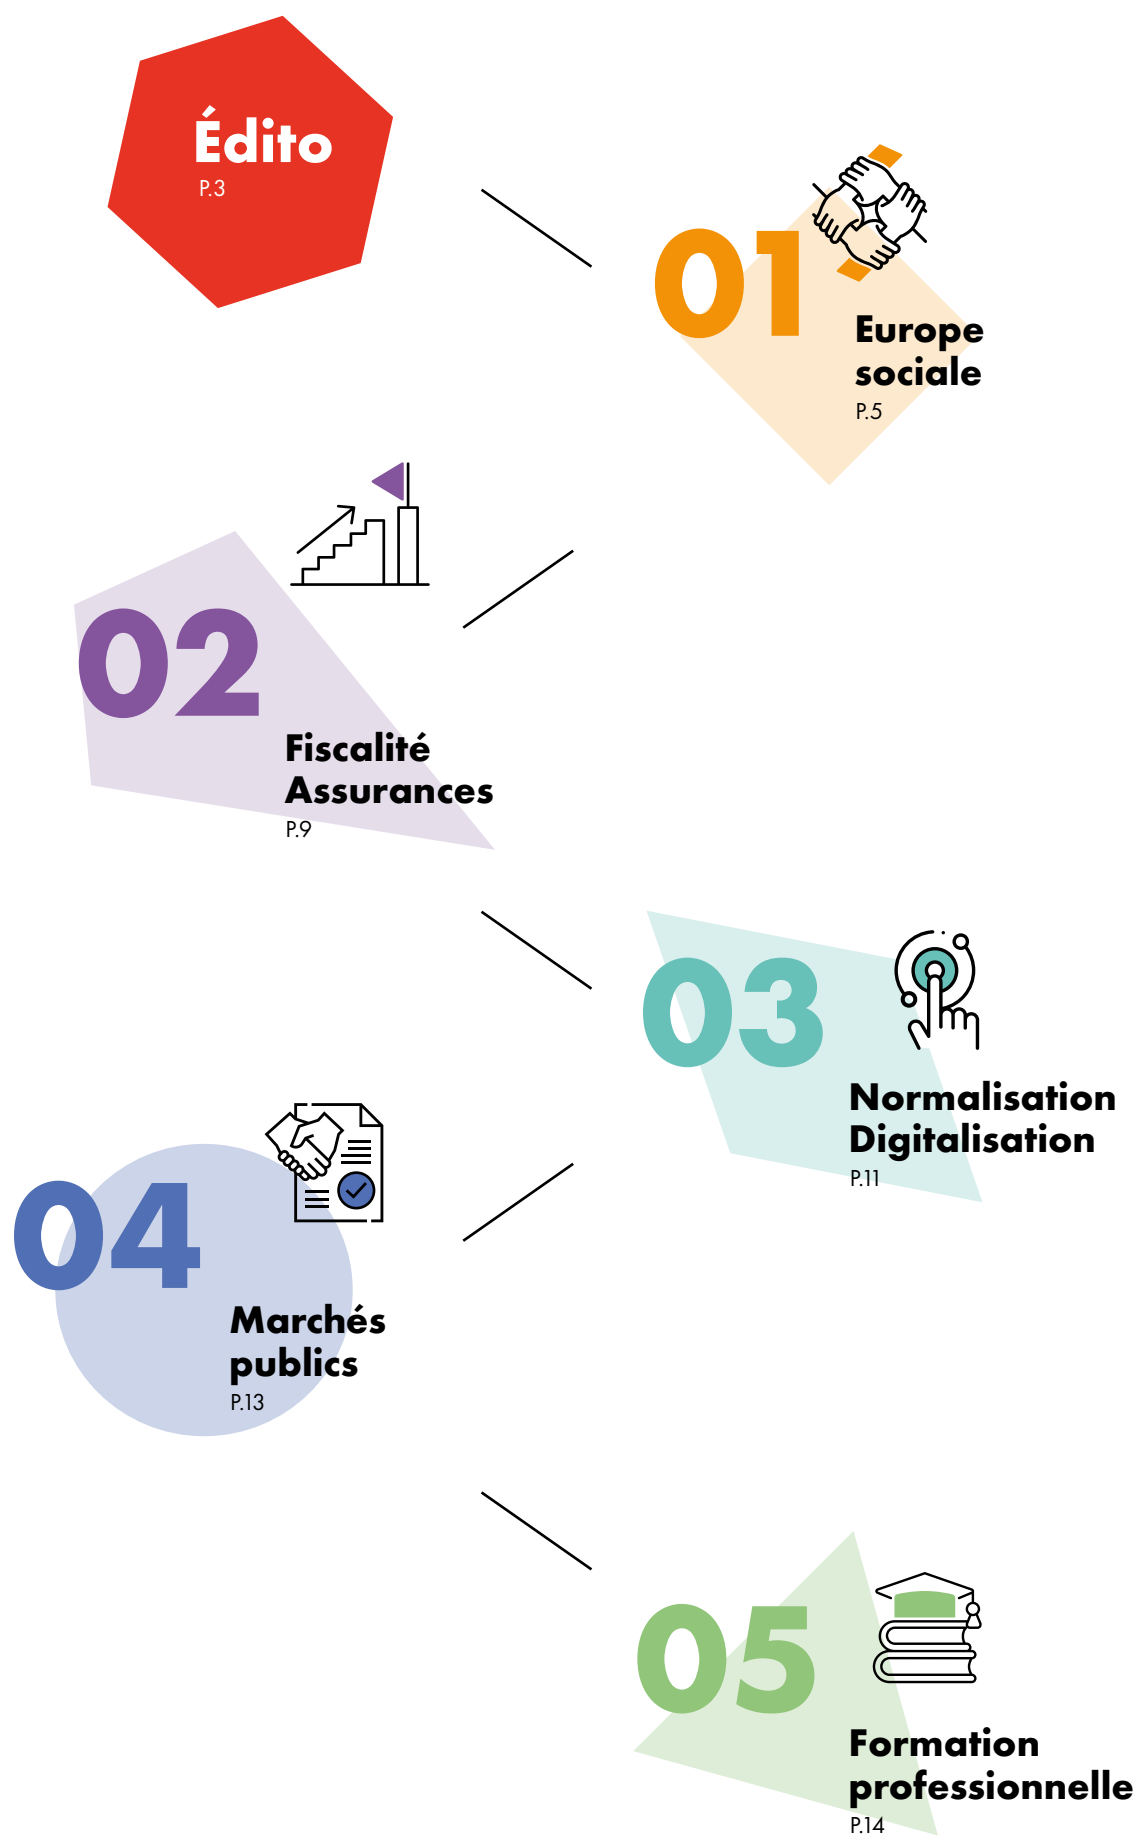 Édito
P.3
01
Europe
sociale
P.5
02
Fiscalité
Assurances
P.9
03
Normalisation
Digitalisation
P.11
04
Marchés
publics
P.13
05
Formation
professionnelle
P.14